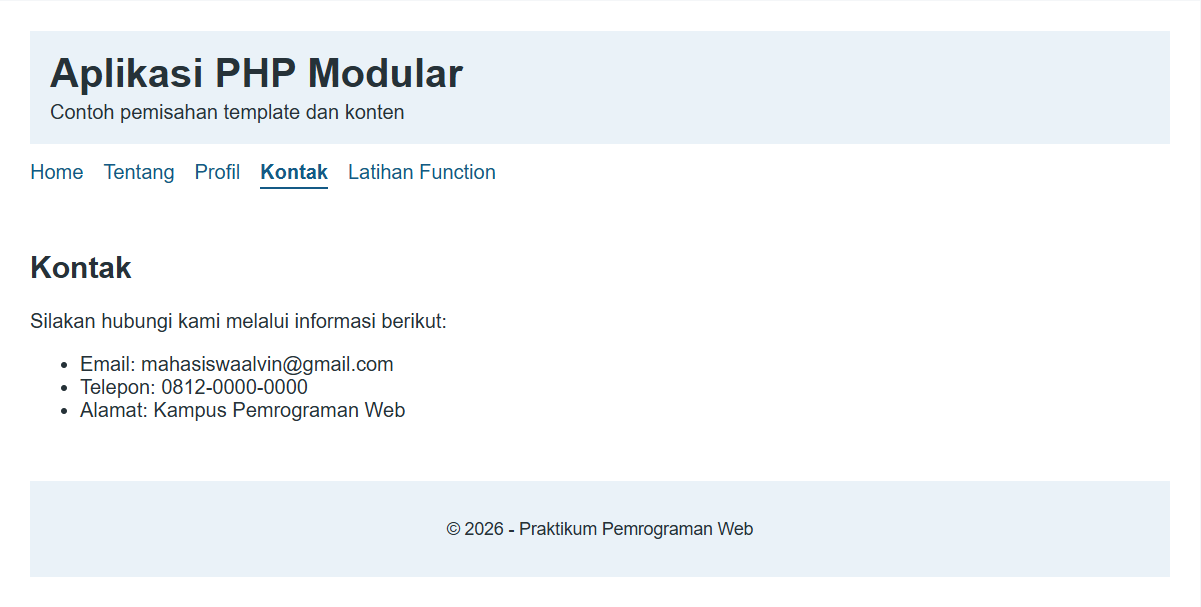 Aplikasi PHP Modular
Contoh pemisahan template dan konten
Home Tentang Profil Kontak Latihan Function
Kontak
Silakan hubungi kami melalui informasi berikut:
• Email: mahasiswaalvin@gmail.com
• Telepon: 0812-0000-0000
• Alamat: Kampus Pemrograman Web
© 2026 - Praktikum Pemrograman Web